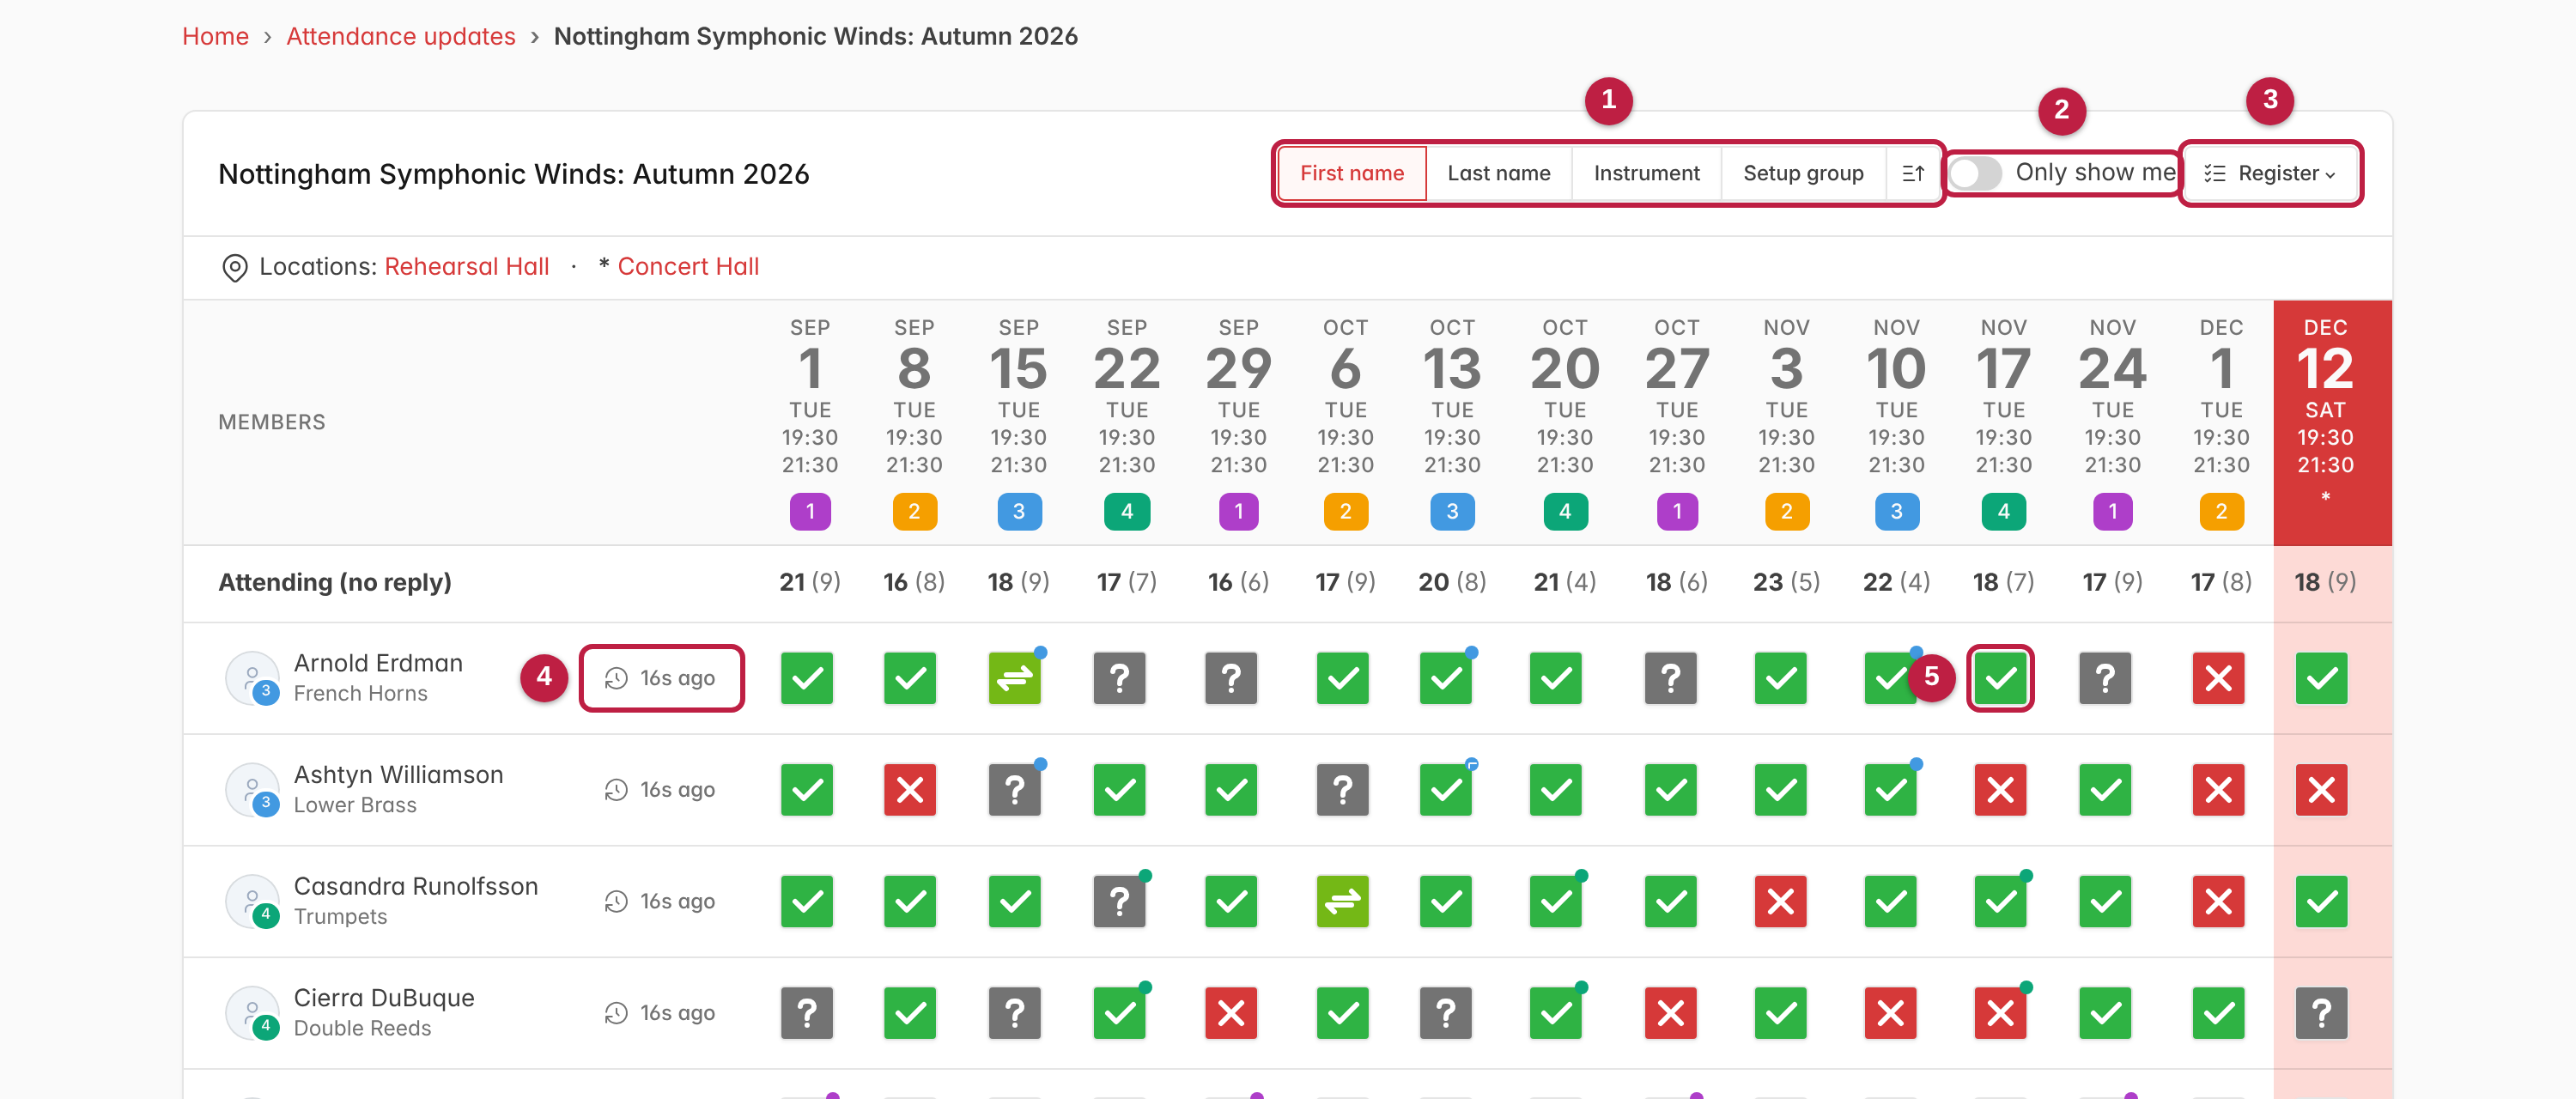 Home › Attendance updates › Nottingham Symphonic Winds: Autumn 2026
1 2 3
Nottingham Symphonic Winds: Autumn 2026 First name Last name Instrument Setup group Only show me Register
Locations: Rehearsal Hall · * Concert Hall
SEP SEP SEP SEP SEP OCT OCT OCT OCT NOV NOV NOV NOV DEC DEC
1 8 15 22 29 6 13 20 27 3 10 17 24 1 12
MEMBERS TUE TUE TUE TUE TUE TUE TUE TUE TUE TUE TUE TUE TUE TUE SAT
19:30 19:30 19:30 19:30 19:30 19:30 19:30 19:30 19:30 19:30 19:30 19:30 19:30 19:30 19:30
21:30 21:30 21:30 21:30 21:30 21:30 21:30 21:30 21:30 21:30 21:30 21:30 21:30 21:30 21:30
1 2 3 4 1 2 3 4 1 2 3 4 1 2 *
Attending (no reply) 21 (9) 16 (8) 18 (9) 17 (7) 16 (6) 17 (9) 20 (8) 21 (4) 18 (6) 23 (5) 22 (4) 18 (7) 17 (9) 17 (8) 18 (9)
Arnold Erdman
3 French Horns 4 16s ago ? ? ? 5 ?
Ashtyn Williamson
3 Lower Brass 16s ago ? ?
Casandra Runolfsson
4 Trumpets 16s ago ?
Cierra DuBuque
4 Double Reeds 16s ago ? ? ? ?